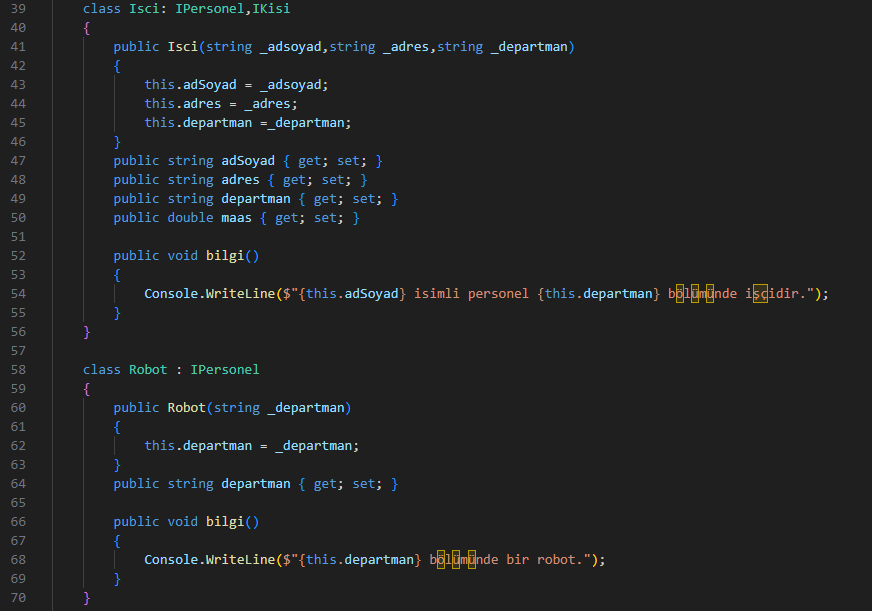 39 class Isci: IPersonel,IKisi
40 {
41 public Isci(string _adsoyad,string _adres,string _departman)
42 {
43 this.adSoyad = _adsoyad;
44 this.adres = _adres;
45 this.departman =_departman;
46 }
47 public string adSoyad { get; set; }
48 public string adres { get; set; }
49 public string departman { get; set; }
50 public double maas { get; set; }
51
52 public void bilgi()
53 {
54 Console.WriteLine($"{this.adSoyad} isimli personel {this.departman} bölümünde işçidir.");
55 }
56 }
57
58 class Robot : IPersonel
59 {
60 public Robot(string _departman)
61 {
62 this.departman = _departman;
63 }
64 public string departman { get; set; }
65
66 public void bilgi()
67 {
68 Console.WriteLine($"{this.departman} bölümünde bir robot.");
69 }
70 }